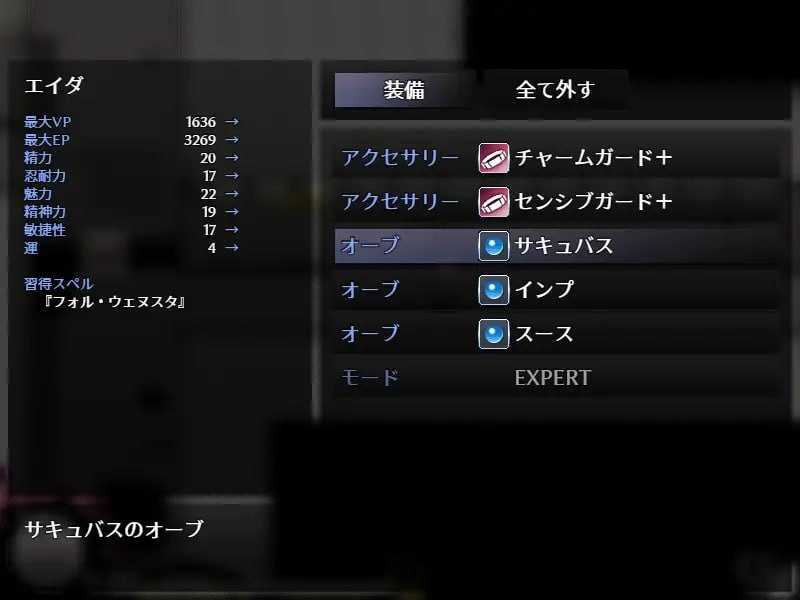 エイダ
最大VP 1636 →
最大EP 3269 →
精力 20 →
忍耐力 17 →
魅力 22 →
精神力 19 →
敏捷性 17 →
運 4 →
習得スペル
『フォル・ウェヌスタ』
装備 全て外す
アクセサリー チャームガード＋
アクセサリー センシブガード＋
オーブ サキュバス
オーブ インプ
オーブ スース
モード EXPERT
サキュバスのオーブ